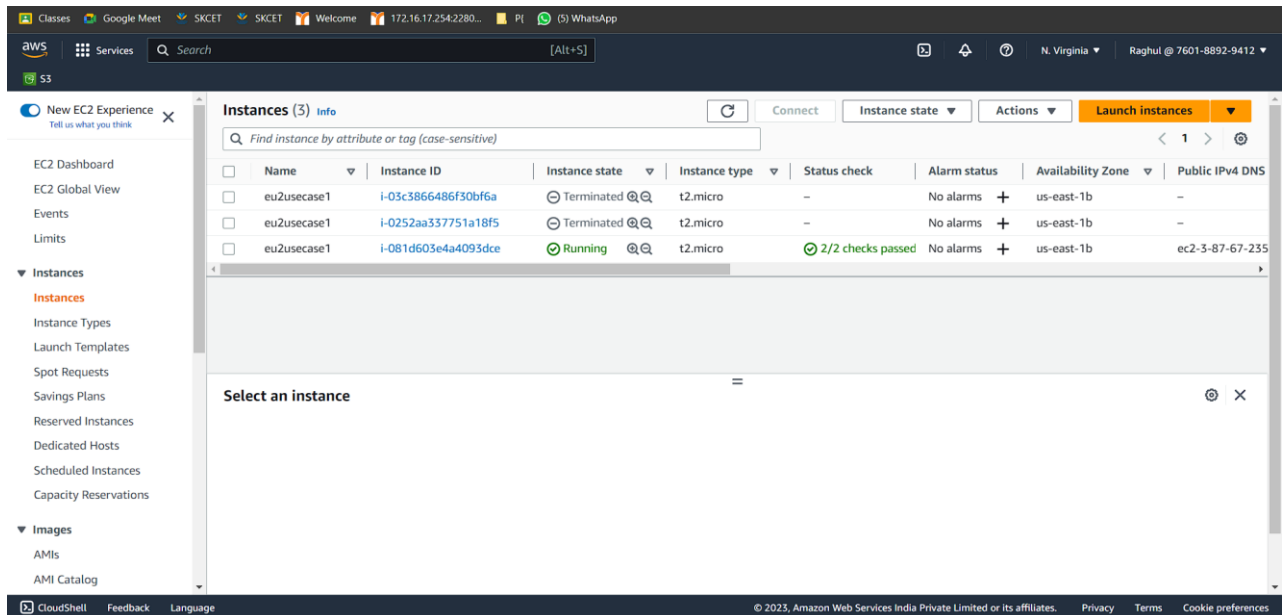 Classes Google Meet SKCET SKCET Welcome 172.16.17.254:2280... P( (5) WhatsApp
aws Services Search [Alt+S] N. Virginia Raghul @ 7601-8892-9412
S3
New EC2 Experience
Tell us what you think
EC2 Dashboard
EC2 Global View
Events
Limits
Instances
Instances
Instance Types
Launch Templates
Spot Requests
Savings Plans
Reserved Instances
Dedicated Hosts
Scheduled Instances
Capacity Reservations
Images
AMIs
AMI Catalog
Instances (3) Info Connect Instance state Actions Launch instances
Find instance by attribute or tag (case-sensitive) 1
Name Instance ID Instance state Instance type Status check Alarm status Availability Zone Public IPv4 DNS
eu2usecase1 i-03c3866486f30bf6a Terminated t2.micro – No alarms + us-east-1b –
eu2usecase1 i-0252aa337751a18f5 Terminated t2.micro – No alarms + us-east-1b –
eu2usecase1 i-081d603e4a4093dce Running t2.micro 2/2 checks passed No alarms + us-east-1b ec2-3-87-67-235
Select an instance
CloudShell Feedback Language © 2023, Amazon Web Services India Private Limited or its affiliates. Privacy Terms Cookie preferences